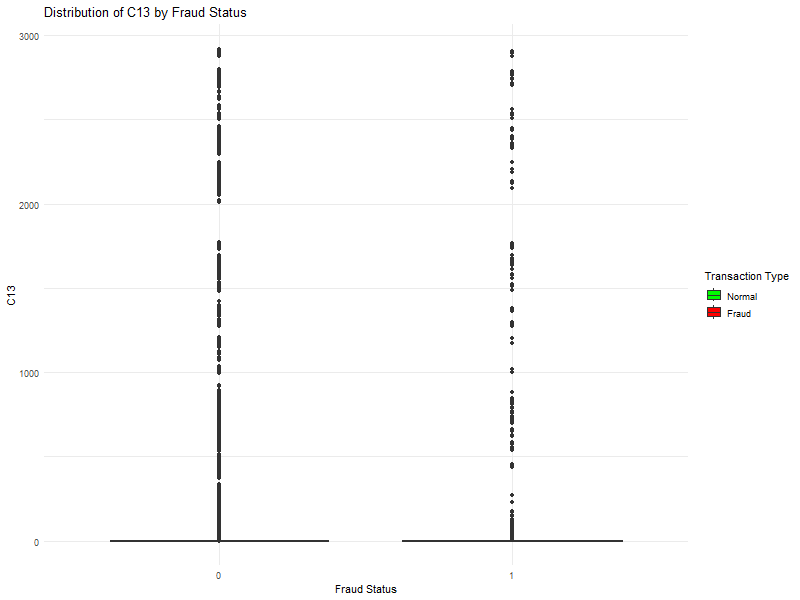 Distribution of C13 by Fraud Status
3000
2000
1000
0
C13
0
1
Fraud Status
Transaction Type
Normal
Fraud